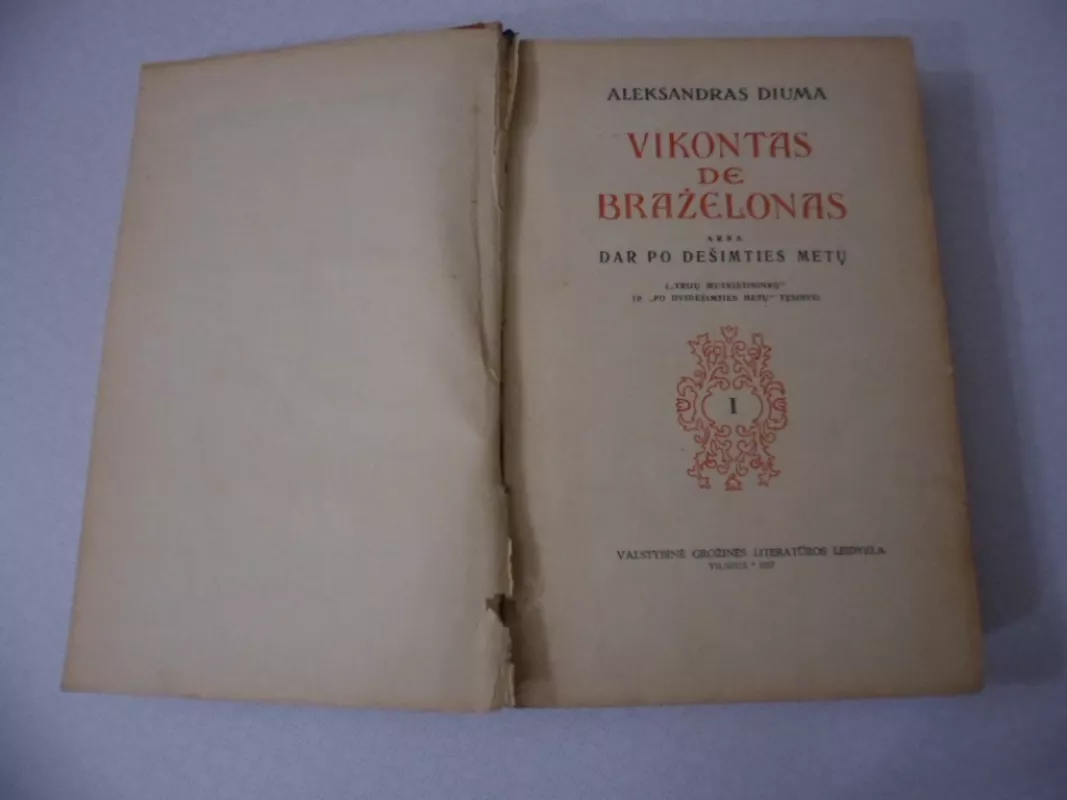 ALEKSANDRAS DIUMA
VIKONTAS
DE
BRAŽELONAS
ARBA
DAR PO DEŠIMTIES METŲ
(„TRIJŲ MUŠKIETININKŲ“
IR „PO DVIDEŠIMTIES METŲ“ TĘSINYS)
I
VALSTYBINĖ GROŽINĖS LITERATŪROS LEIDYKLA
VILNIUS * 1957